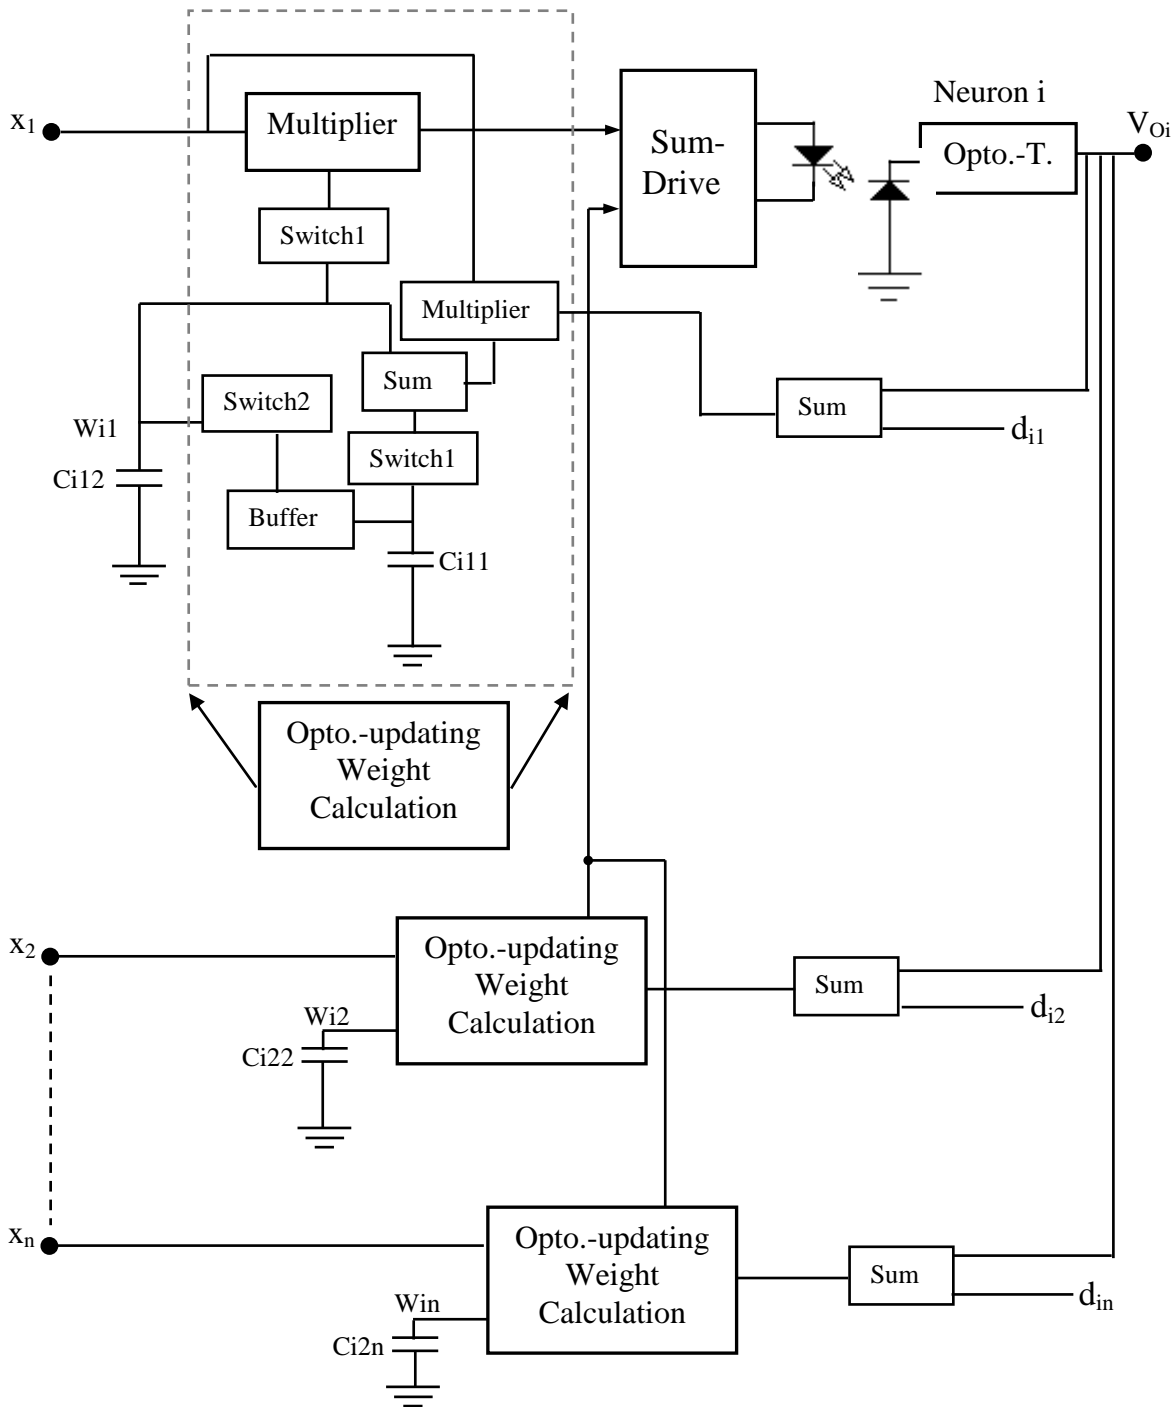 Neuron i
x1
Multiplier
Sum-
Drive
Opto.-T.
VOi
Switch1
Multiplier
Sum
Switch2
Wi1
Ci12
Switch1
Buffer
Ci11
Sum
di1
Opto.-updating
Weight
Calculation
x2
Opto.-updating
Weight
Calculation
Wi2
Ci22
Sum
di2
xn
Opto.-updating
Weight
Calculation
Win
Ci2n
Sum
din